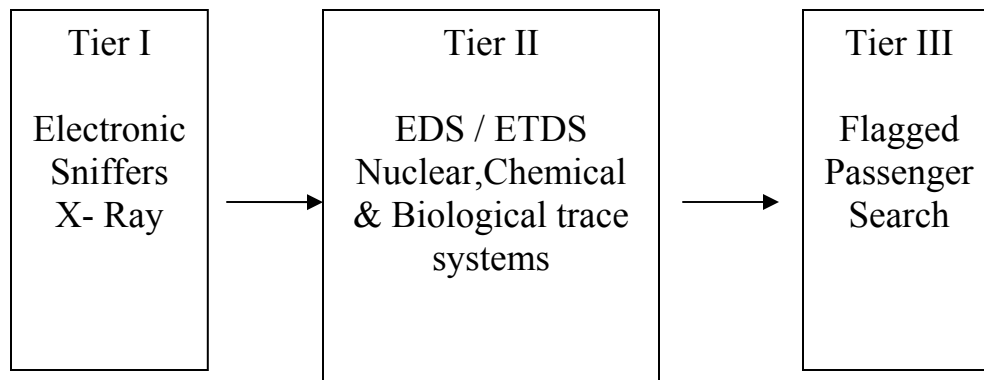 Tier I
Electronic
Sniffers
X- Ray
Tier II
EDS / ETDS
Nuclear,Chemical
& Biological trace
systems
Tier III
Flagged
Passenger
Search